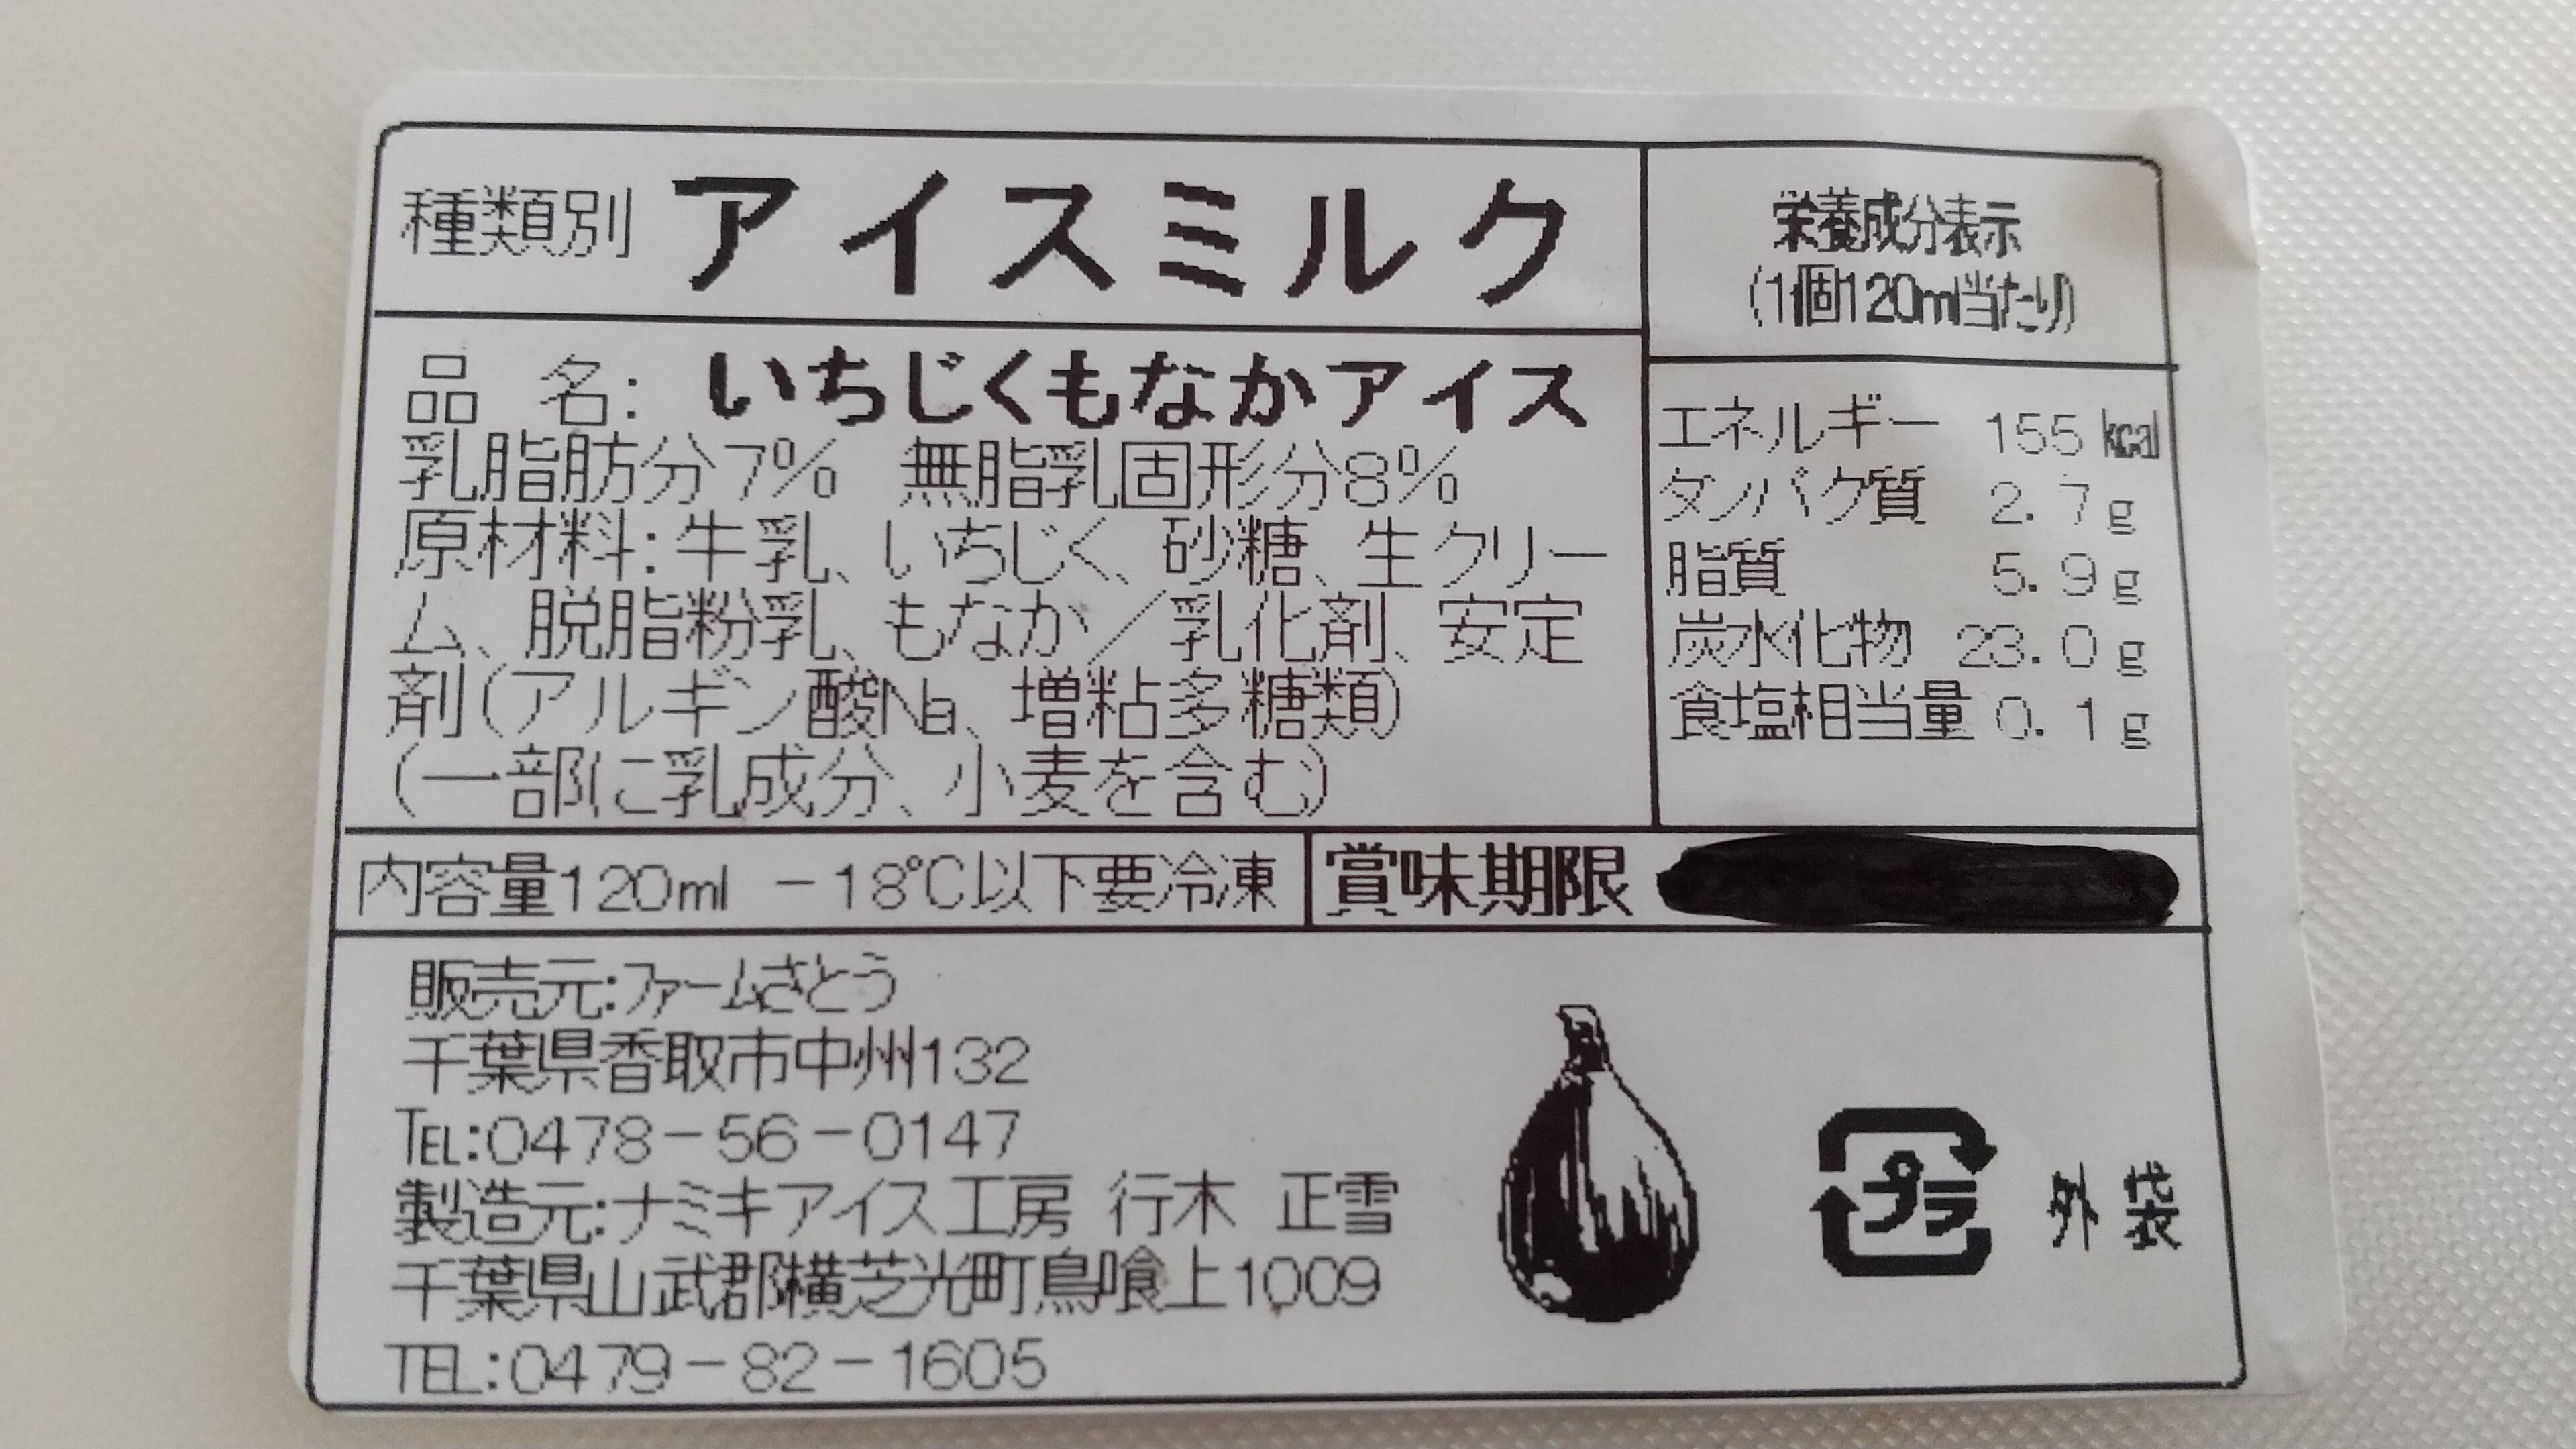 種類別 アイスミルク
品 名: いちじくもなかアイス
乳脂肪分7% 無脂乳固形分8%
原材料:牛乳、いちじく、砂糖、生クリー
ム、脱脂粉乳、もなか/乳化剤、安定
剤(アルギン酸Na、増粘多糖類)
(一部に乳成分、小麦を含む)
栄養成分表示
(1個120ml当たり)
エネルギー 155 kcal
タンパク質 2.7g
脂質 5.9g
炭水化物 23.0g
食塩相当量 0.1g
内容量120ml -18℃以下要冷凍
賞味期限
販売元:ファームさとう
千葉県香取市中州132
TEL:0478-56-0147
製造元:ナミキアイス工房 行木 正雪
千葉県山武郡横芝光町鳥喰上1009
TEL:0479-82-1605
プラ
外袋